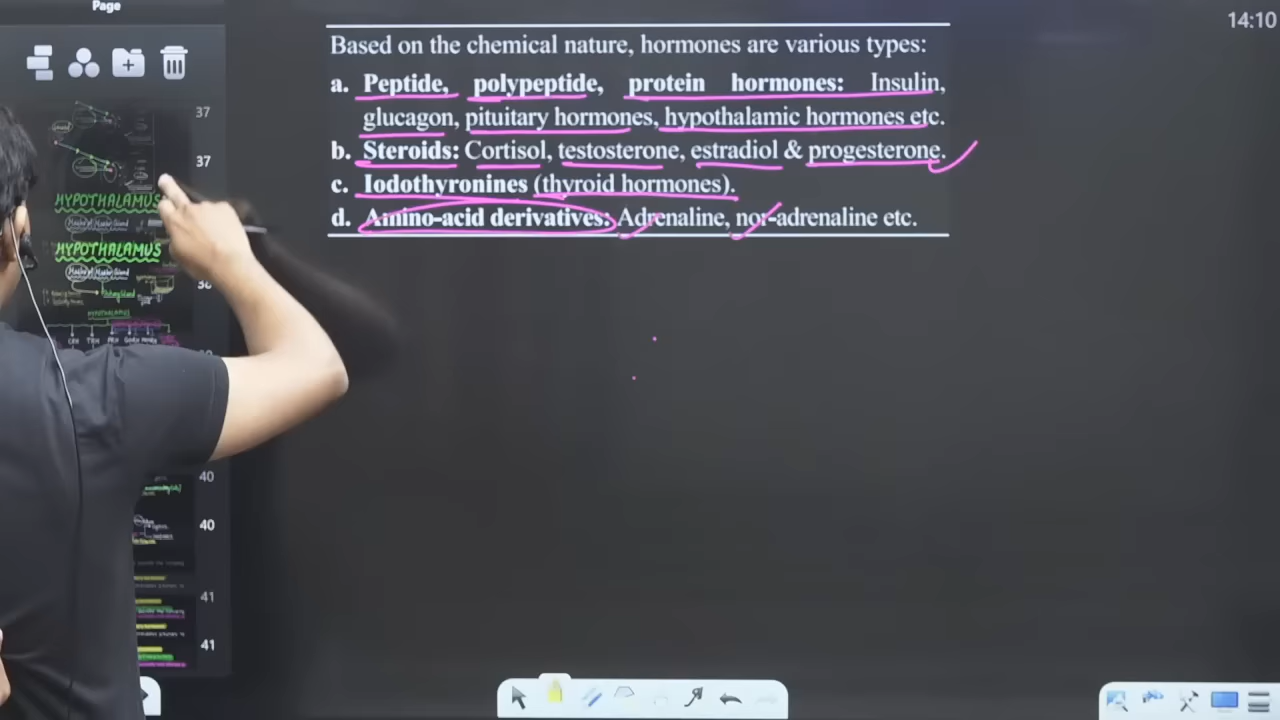 Page
14:10
Based on the chemical nature, hormones are various types:
a. Peptide, polypeptide, protein hormones: Insulin,
glucagon, pituitary hormones, hypothalamic hormones etc.
b. Steroids: Cortisol, testosterone, estradiol & progesterone.
c. Iodothyronines (thyroid hormones).
d. Amino-acid derivatives: Adrenaline, nor-adrenaline etc.
37
37
HYPOTHALAMUS
HYPOTHALAMUS
40
40
41
41